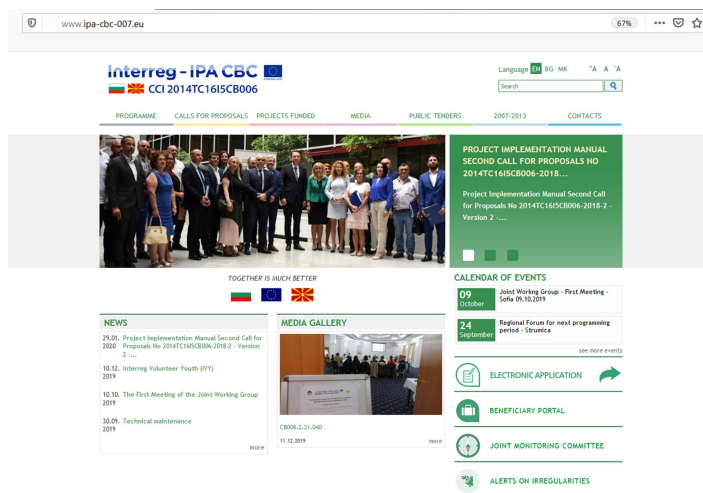 www.ipa-cbc-007.eu
67%
Interreg - IPA CBC
CCI 2014TC16I5CB006
Language EN BG MK +A A -A
Search
PROGRAMME CALLS FOR PROPOSALS PROJECTS FUNDED MEDIA PUBLIC TENDERS 2007-2013 CONTACTS
PROJECT IMPLEMENTATION MANUAL
SECOND CALL FOR PROPOSALS NO
2014TC16I5CB006-2018...
Project Implementation Manual Second Call
for Proposals No 2014TC16I5CB006-2018-2 -
Version 2 -...
TOGETHER IS MUCH BETTER
NEWS
29.01. Project Implementation Manual Second Call for
2020 Proposals No 2014TC16I5CB006-2018-2 - Version
2 -...
10.12. Interreg Volunteer Youth (IVY)
2019
10.10. The First Meeting of the Joint Working Group
2019
30.09. Technical maintenance
2019
more
MEDIA GALLERY
CB006.2.31.040
11.12.2019 more
CALENDAR OF EVENTS
09 Joint Workng Group - First Meeting -
October Sofia 09.10.2019
24 Regional Forum for next programming
September period - Strumica
see more events
ELECTRONIC APPLICATION
BENEFICIARY PORTAL
JOINT MONITORING COMMITTEE
ALERTS ON IRREGULARITIES